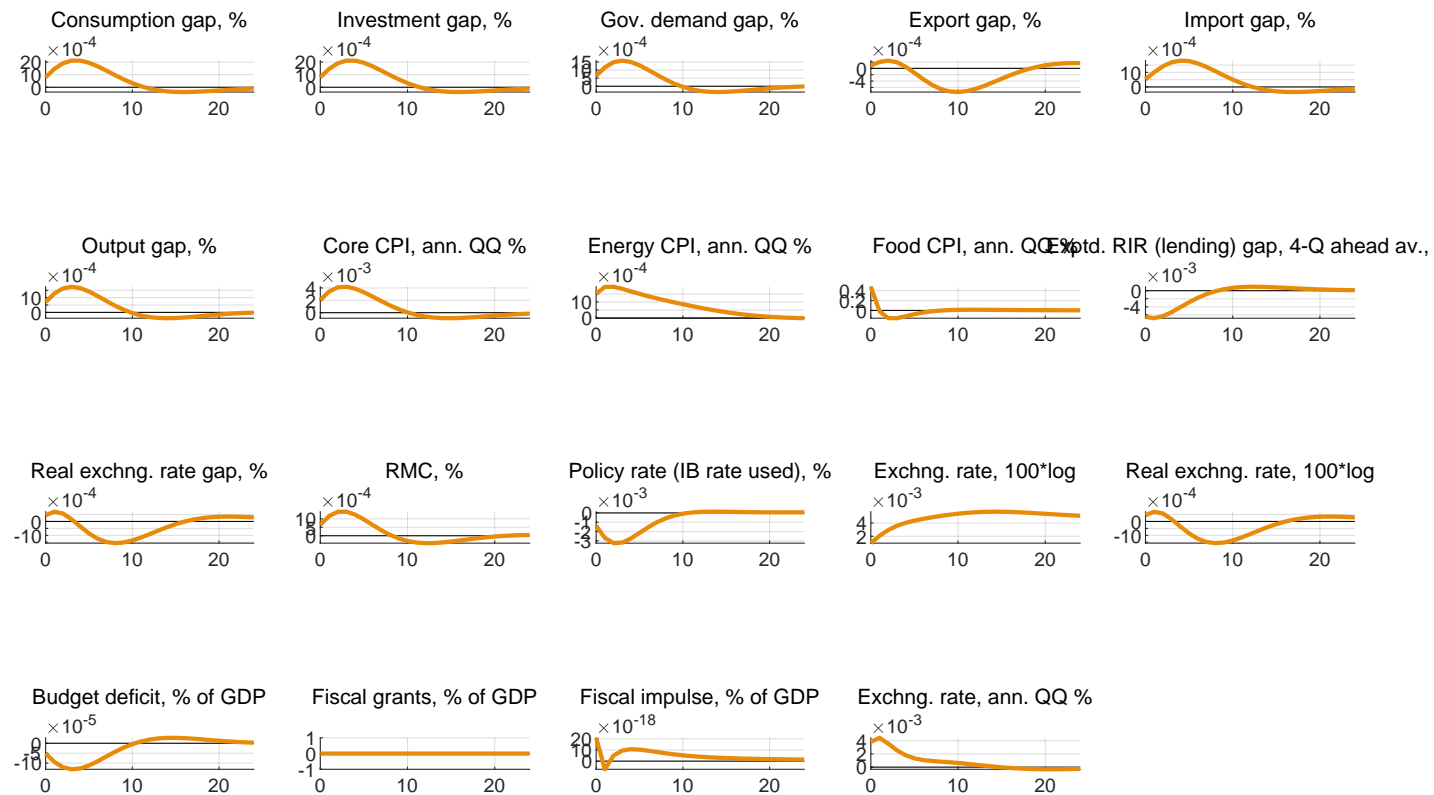 Consumption gap, %
×10-4
20
10
0
0 10 20
Investment gap, %
×10-4
20
10
0
0 10 20
Gov. demand gap, %
×10-4
15
10
5
0
0 10 20
Export gap, %
×10-4
0
-4
0 10 20
Import gap, %
×10-4
10
0
0 10 20
Output gap, %
×10-4
10
0
0 10 20
Core CPI, ann. QQ %
×10-3
4
2
0
0 10 20
Energy CPI, ann. QQ %
×10-4
10
0
0 10 20
Food CPI, ann. QQ %
0.4
0.2
0
0 10 20
RIR (lending) gap, 4-Q ahead av.,
×10-3
0
-4
0 10 20
Real exchng. rate gap, %
×10-4
0
-10
0 10 20
RMC, %
×10-4
10
5
0
0 10 20
Policy rate (IB rate used), %
×10-3
0
-1
-2
-3
0 10 20
Exchng. rate, 100*log
×10-3
4
2
0 10 20
Real exchng. rate, 100*log
×10-4
0
-10
0 10 20
Budget deficit, % of GDP
×10-5
0
-5
-10
0 10 20
Fiscal grants, % of GDP
1
0
-1
0 10 20
Fiscal impulse, % of GDP
×10-18
20
10
0
0 10 20
Exchng. rate, ann. QQ %
×10-3
4
2
0
0 10 20